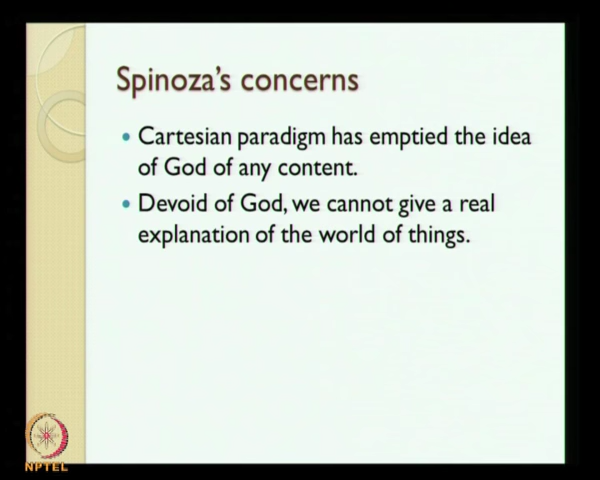 Spinoza's concerns
Cartesian paradigm has emptied the idea
of God of any content.
Devoid of God, we cannot give a real
explanation of the world of things.
NPTEL